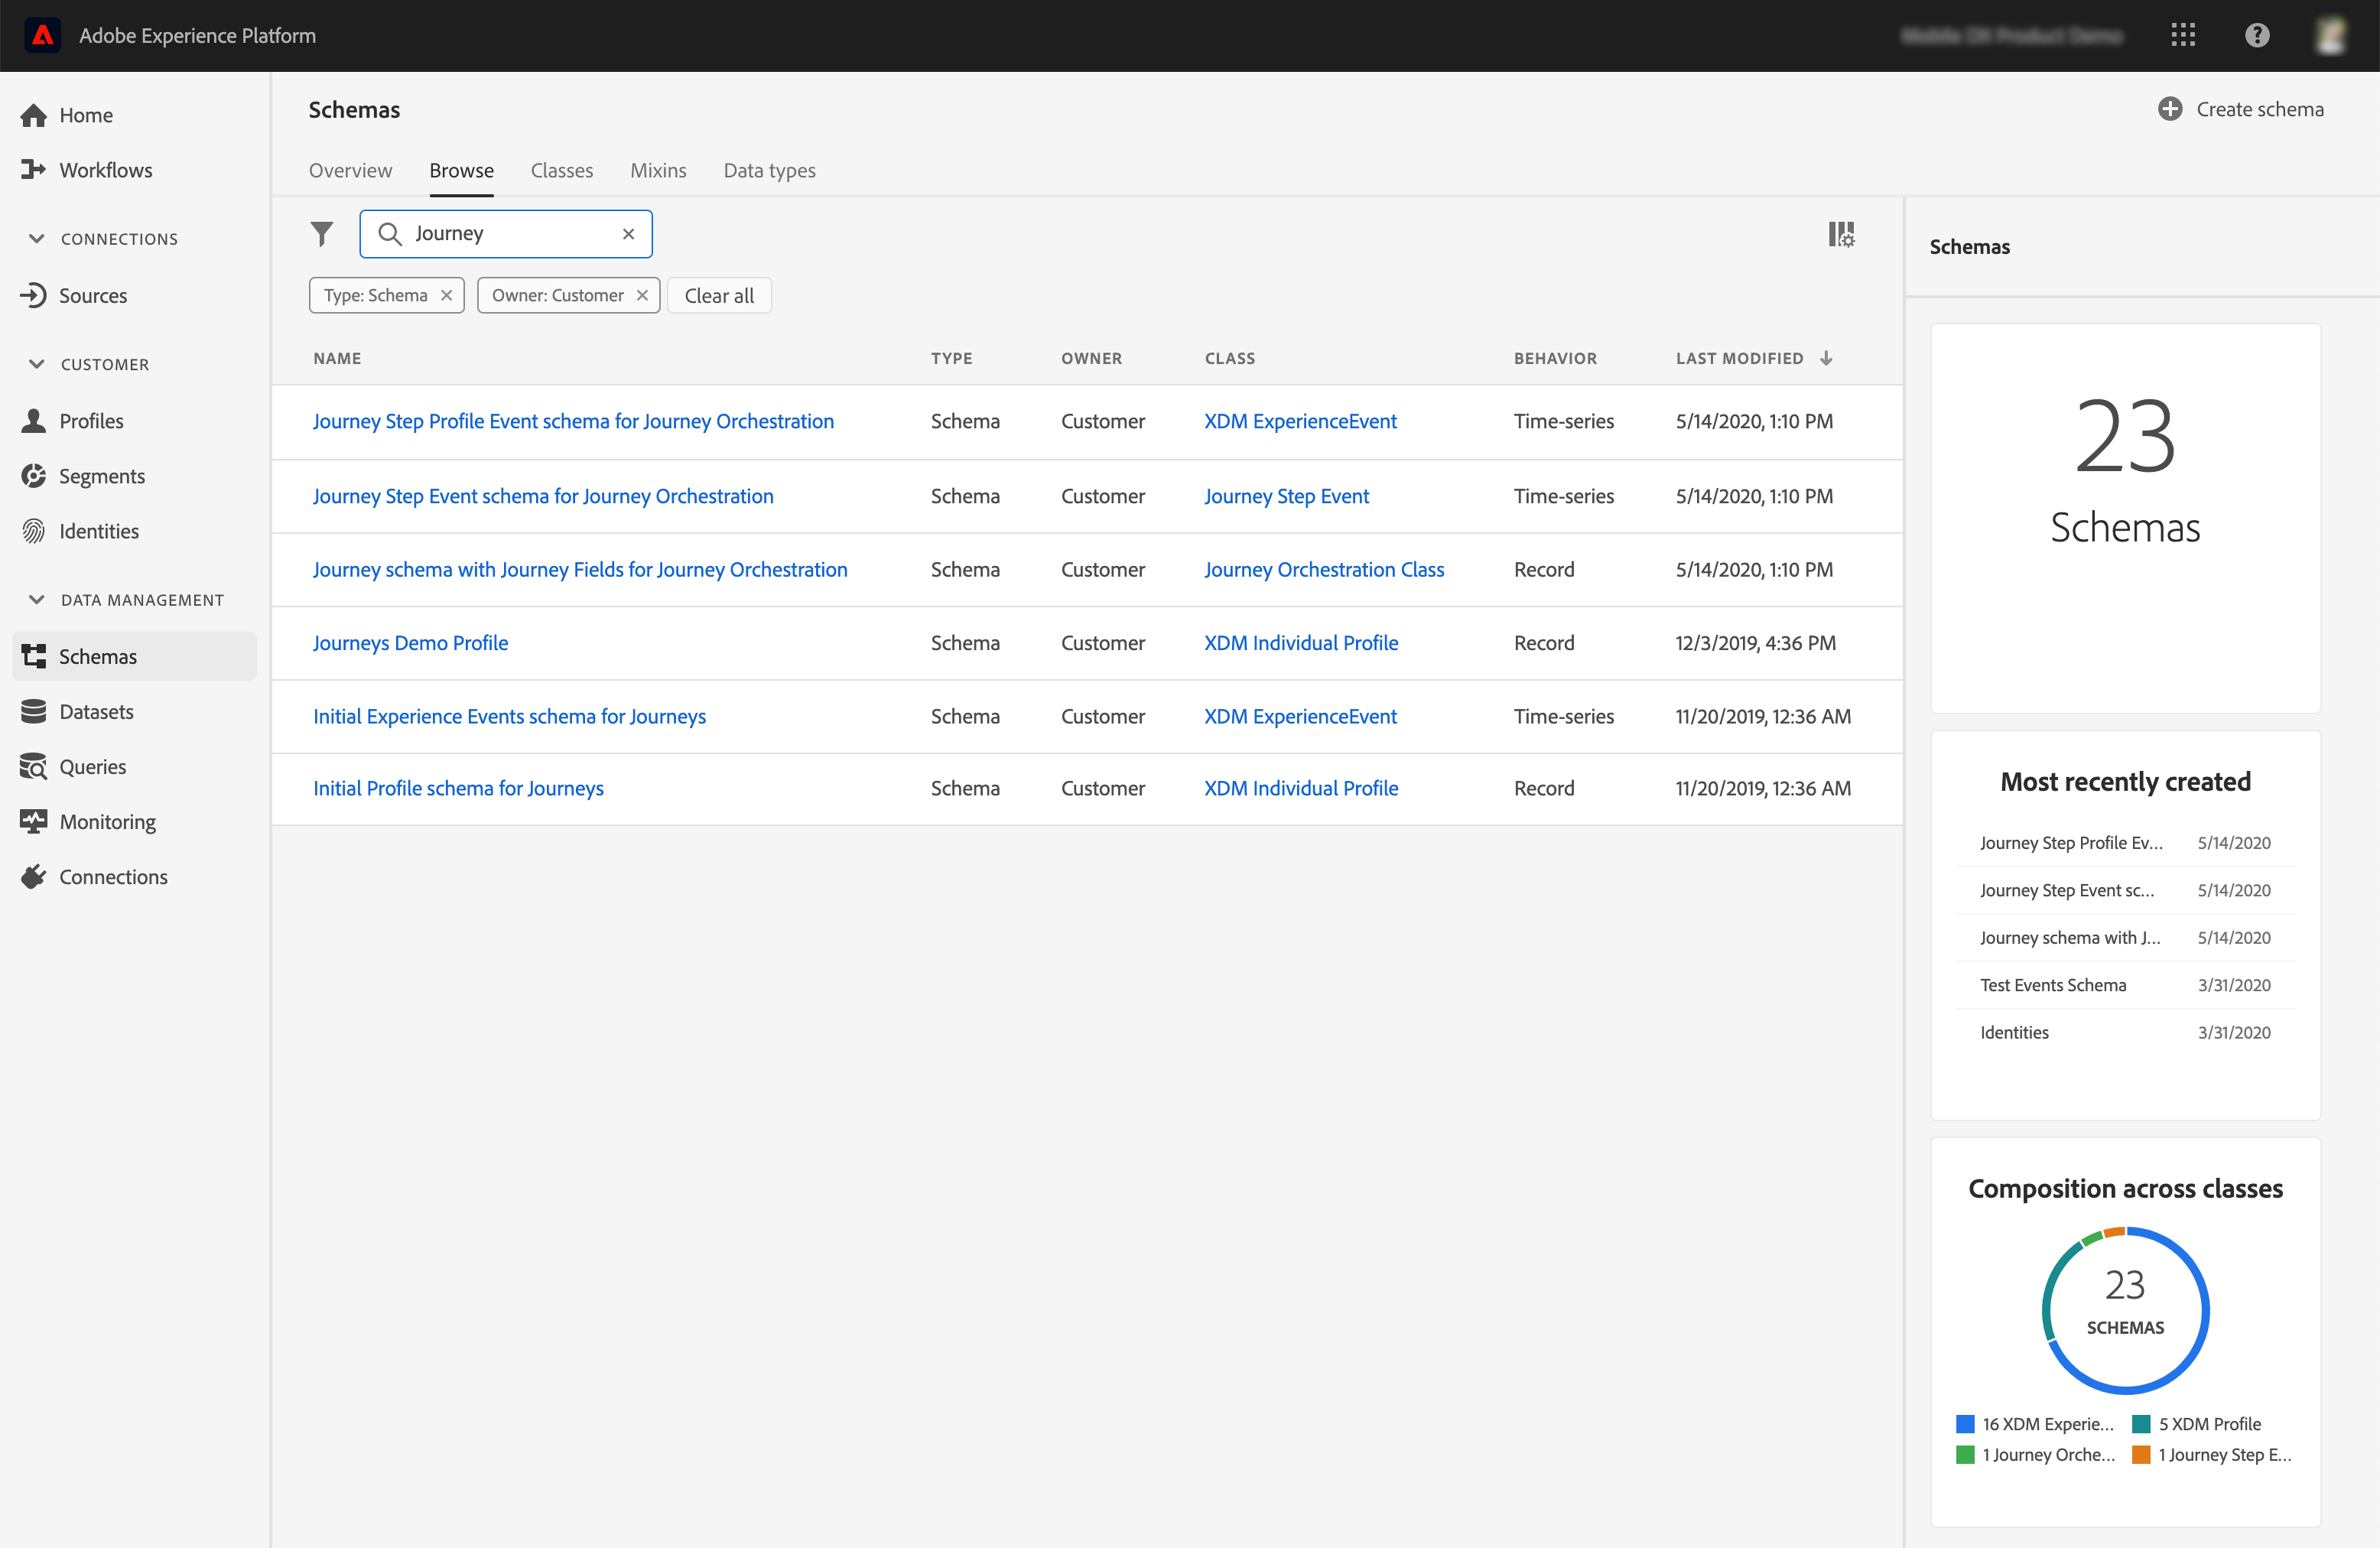 Adobe Experience Platform
Home
Workflows
CONNECTIONS
Sources
CUSTOMER
Profiles
Segments
Identities
DATA MANAGEMENT
Schemas
Datasets
Queries
Monitoring
Connections
Schemas
Create schema
Overview Browse Classes Mixins Data types
Journey
Type: Schema Owner: Customer Clear all
NAME TYPE OWNER CLASS BEHAVIOR LAST MODIFIED
Journey Step Profile Event schema for Journey Orchestration Schema Customer XDM ExperienceEvent Time-series 5/14/2020, 1:10 PM
Journey Step Event schema for Journey Orchestration Schema Customer Journey Step Event Time-series 5/14/2020, 1:10 PM
Journey schema with Journey Fields for Journey Orchestration Schema Customer Journey Orchestration Class Record 5/14/2020, 1:10 PM
Journeys Demo Profile Schema Customer XDM Individual Profile Record 12/3/2019, 4:36 PM
Initial Experience Events schema for Journeys Schema Customer XDM ExperienceEvent Time-series 11/20/2019, 12:36 AM
Initial Profile schema for Journeys Schema Customer XDM Individual Profile Record 11/20/2019, 12:36 AM
Schemas
23
Schemas
Most recently created
Journey Step Profile Ev... 5/14/2020
Journey Step Event sc... 5/14/2020
Journey schema with J... 5/14/2020
Test Events Schema 3/31/2020
Identities 3/31/2020
Composition across classes
23
SCHEMAS
16 XDM Experie... 5 XDM Profile
1 Journey Orche... 1 Journey Step E...